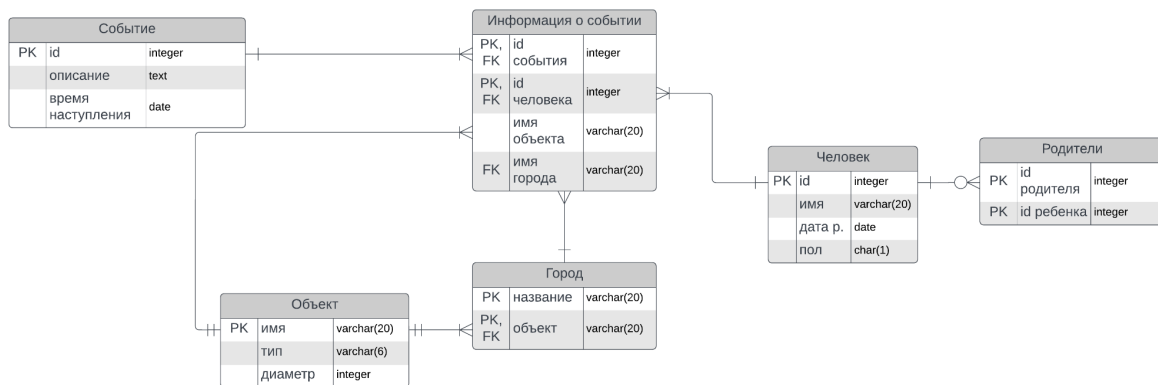 Событие
PK id integer
описание text
время
наступления date
Информация о событии
PK,
FK id
события integer
PK,
FK id
человека integer
имя
объекта varchar(20)
FK имя
города varchar(20)
Человек
PK id integer
имя varchar(20)
дата р. date
пол char(1)
Родители
PK id
родителя integer
PK id ребенка integer
Город
PK название varchar(20)
PK,
FK объект varchar(20)
Объект
PK имя varchar(20)
тип varchar(6)
диаметр integer